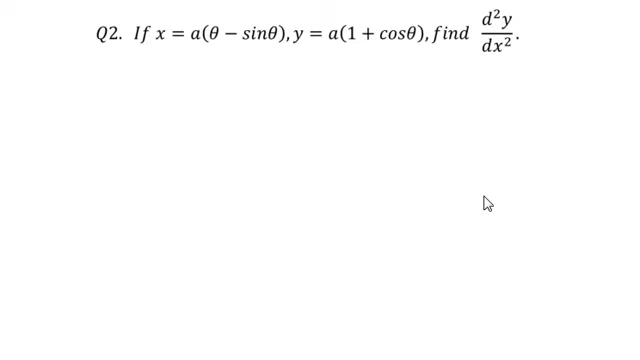 Q2. If x = a(θ − sinθ), y = a(1 + cosθ), find d²y/dx².